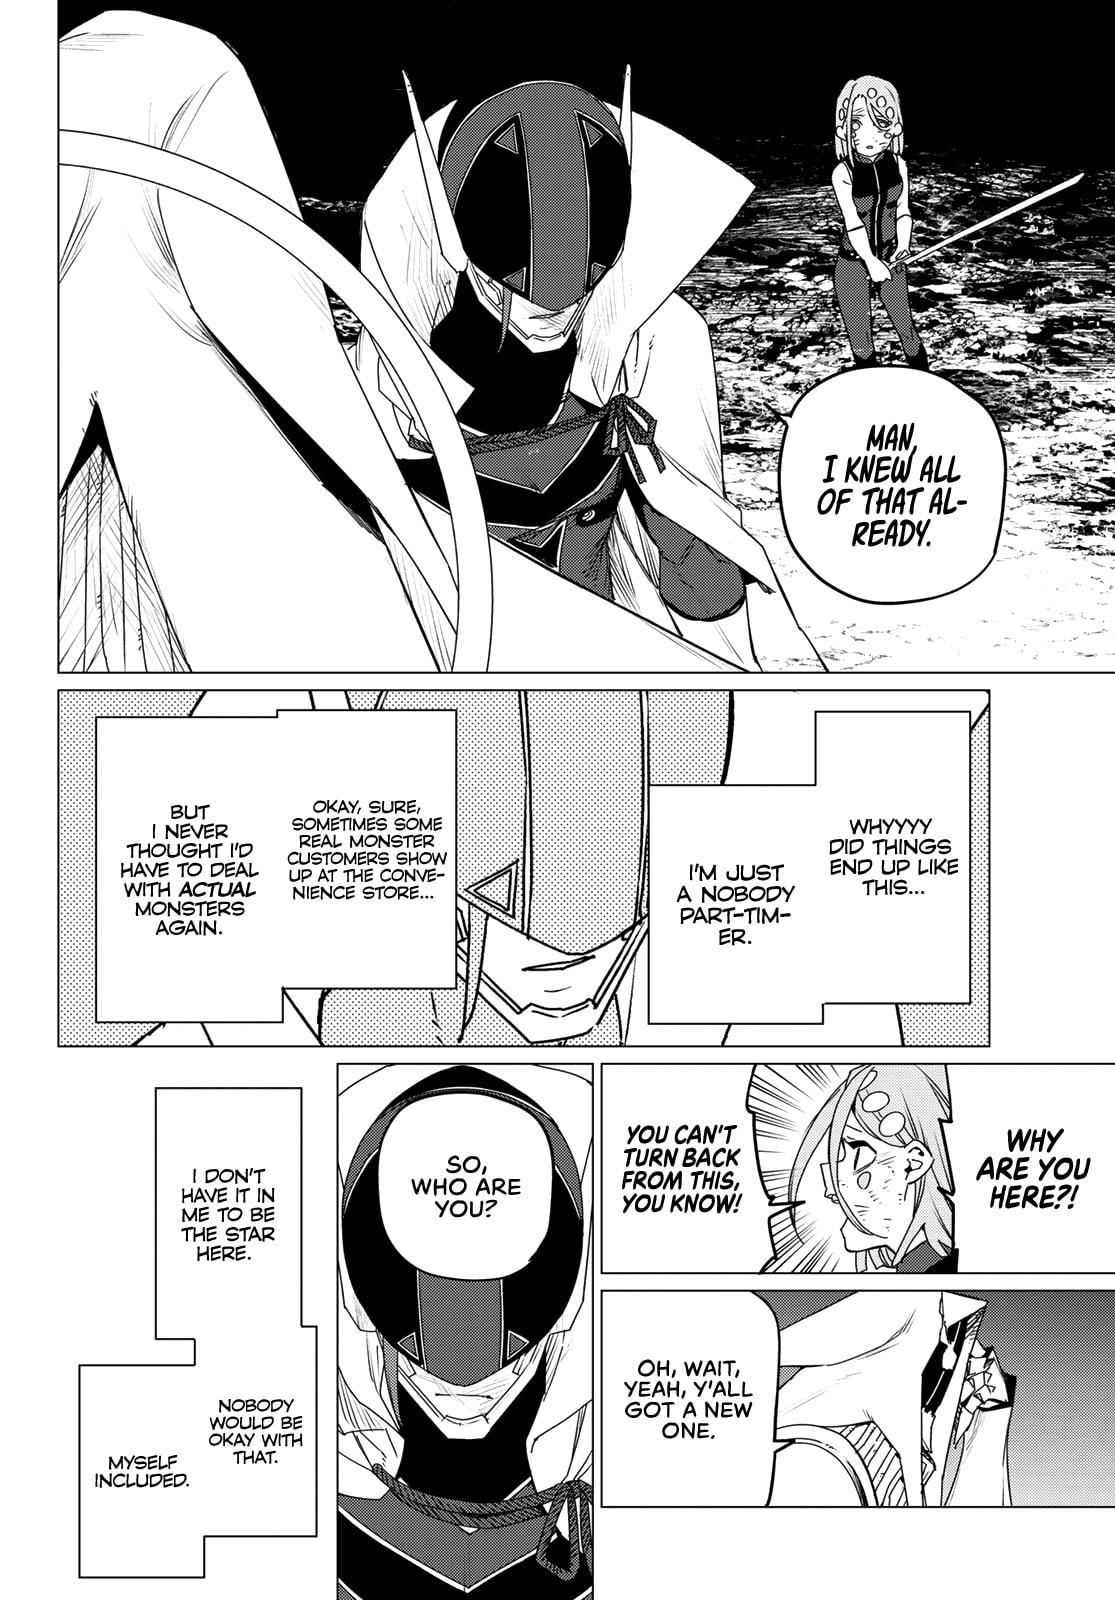 MAN,
I KNEW ALL
OF THAT AL-
READY.
WHYYYY
DID THINGS
END UP LIKE
THIS...
I'M JUST
A NOBODY
PART-TIM-
ER.
OKAY, SURE,
SOMETIMES SOME
REAL MONSTER
CUSTOMERS SHOW
UP AT THE CONVE-
NIENCE STORE...
BUT
I NEVER
THOUGHT I'D
HAVE TO DEAL
WITH ACTUAL
MONSTERS
AGAIN.
WHY
ARE YOU
HERE?!
YOU CAN'T
TURN BACK
FROM THIS,
YOU KNOW!
OH, WAIT,
YEAH, Y'ALL
GOT A NEW
ONE.
SO,
WHO ARE
YOU?
I DON'T
HAVE IT IN
ME TO BE
THE STAR
HERE.
NOBODY
WOULD BE
OKAY WITH
THAT.
MYSELF
INCLUDED.